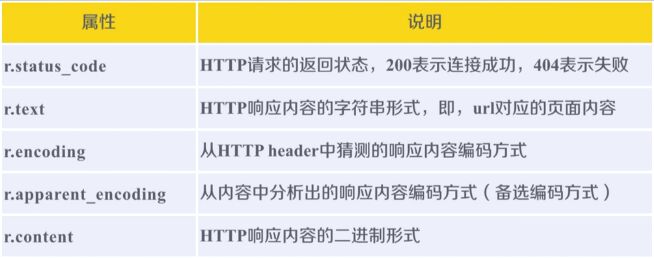 属性 说明
r.status_code HTTP请求的返回状态，200表示连接成功，404表示失败
r.text HTTP响应内容的字符串形式，即，url对应的页面内容
r.encoding 从HTTP header中猜测的响应内容编码方式
r.apparent_encoding 从内容中分析出的响应内容编码方式（备选编码方式）
r.content HTTP响应内容的二进制形式